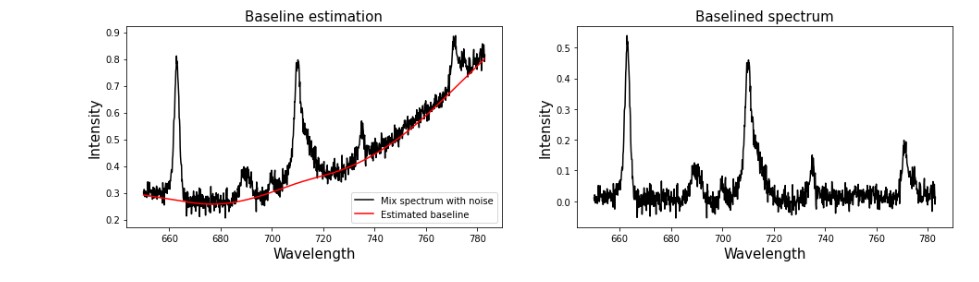 Baseline estimation
0.9
0.8
0.7
0.6
0.5
0.4
0.3
0.2
Intensity
660 680 700 720 740 760 780
Wavelength
Mix spectrum with noise
Estimated baseline
Baselined spectrum
0.5
0.4
0.3
0.2
0.1
0.0
Intensity
660 680 700 720 740 760 780
Wavelength